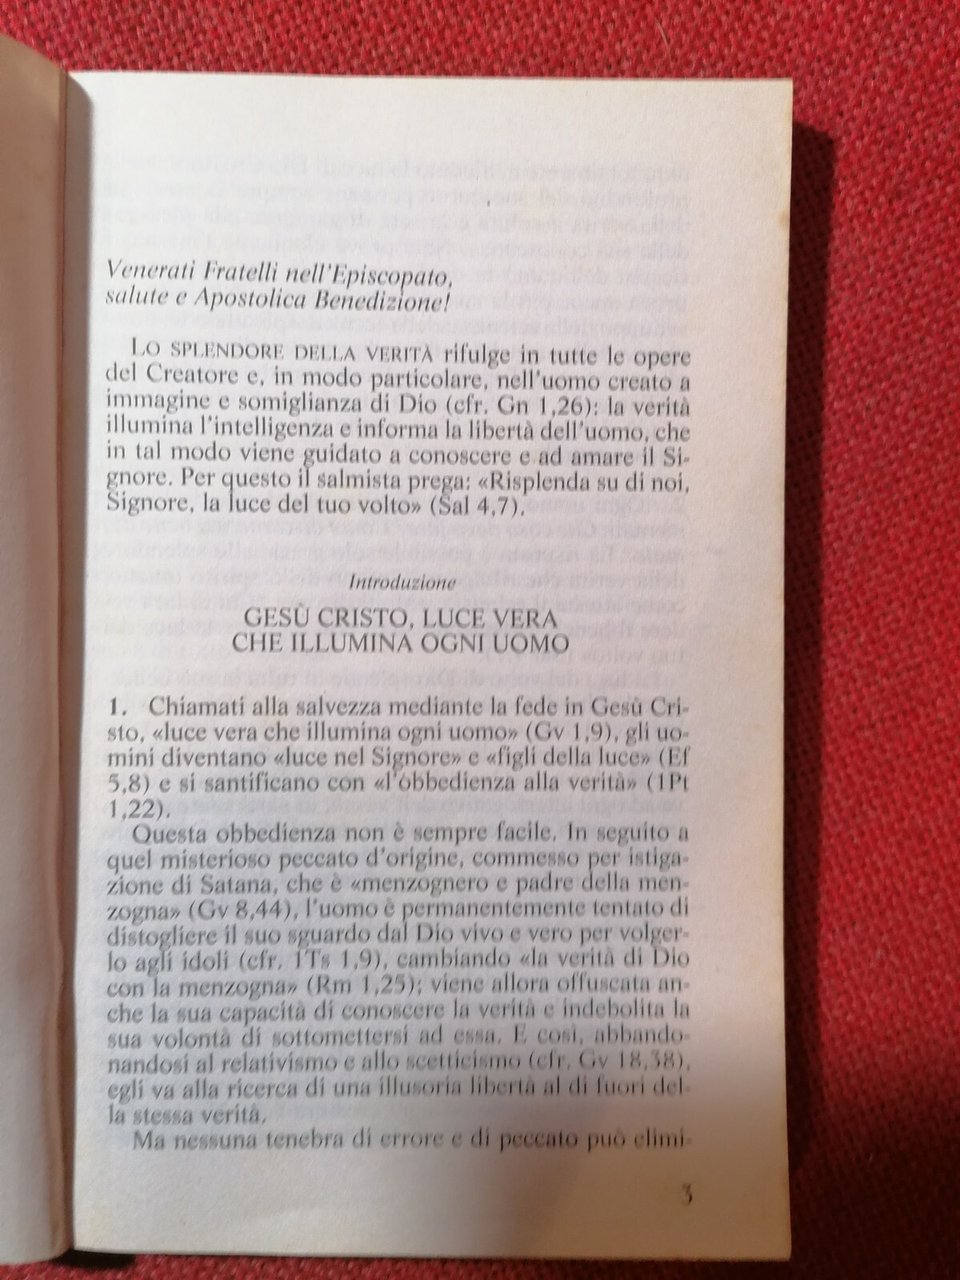 Venerati Fratelli nell'Episcopato,
salute e Apostolica Benedizione!
LO SPLENDORE DELLA VERITÀ rifulge in tutte le opere
del Creatore e, in modo particolare, nell'uomo creato a
immagine e somiglianza di Dio (cfr. Gn 1,26): la verità
illumina l'intelligenza e informa la libertà dell'uomo, che
in tal modo viene guidato a conoscere e ad amare il Si-
gnore. Per questo il salmista prega: «Risplenda su di noi,
Signore, la luce del tuo volto» (Sal 4,7).
Introduzione
GESÙ CRISTO, LUCE VERA
CHE ILLUMINA OGNI UOMO
1. Chiamati alla salvezza mediante la fede in Gesù Cri-
sto, «luce vera che illumina ogni uomo» (Gv 1,9), gli uo-
mini diventano «luce nel Signore» e «figli della luce» (Ef
5,8) e si santificano con «l'obbedienza alla verità» (1Pt
1,22).
Questa obbedienza non è sempre facile. In seguito a
quel misterioso peccato d'origine, commesso per istiga-
zione di Satana, che è «menzognero e padre della men-
zogna» (Gv 8,44), l'uomo è permanentemente tentato di
distogliere il suo sguardo dal Dio vivo e vero per volger-
lo agli idoli (cfr. 1Ts 1,9), cambiando «la verità di Dio
con la menzogna» (Rm 1,25); viene allora offuscata an-
che la sua capacità di conoscere la verità e indebolita la
sua volontà di sottomettersi ad essa. E così, abbando-
nandosi al relativismo e allo scetticismo (cfr. Gv 18,38),
egli va alla ricerca di una illusoria libertà al di fuori del-
la stessa verità.
Ma nessuna tenebra di errore e di peccato può elimi-
3